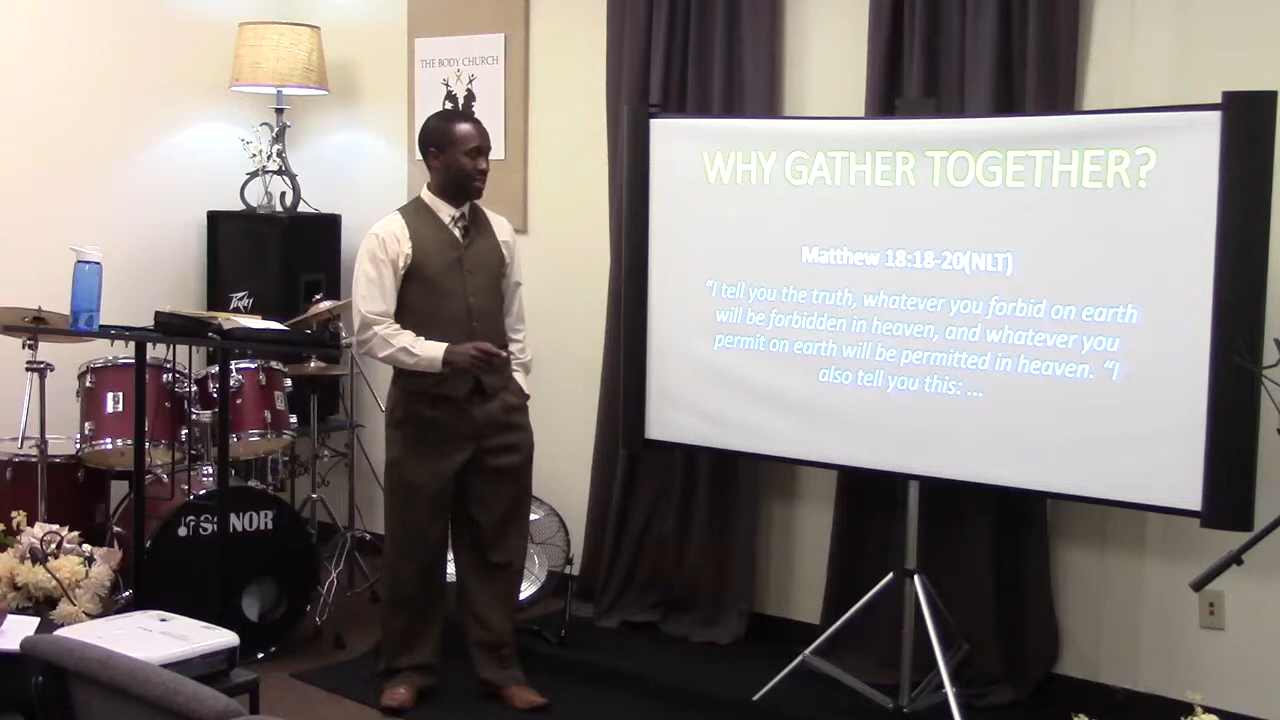 THE BODY CHURCH
WHY GATHER TOGETHER?
Matthew 18:18-20(NLT)
“I tell you the truth, whatever you forbid on earth
will be forbidden in heaven, and whatever you
permit on earth will be permitted in heaven. “I
also tell you this: ...
Peavey
SONOR